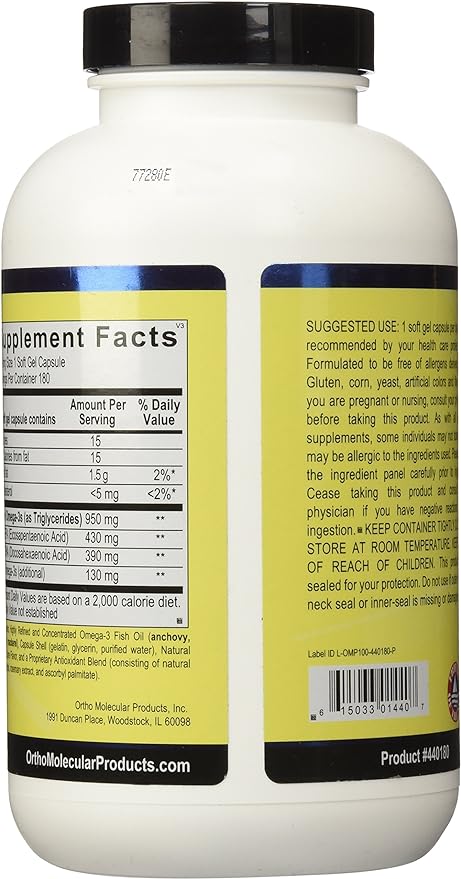 77280E
Supplement Facts
V3
Size 1 Soft Gel Capsule
Per Container 180
gel capsule contains
Amount Per
Serving
% Daily
Value
15
from fat 15
1.5 g 2%*
<5 mg <2%*
Omega-3s (as Triglycerides) 950 mg **
(Eicosapentaenoic Acid) 430 mg **
(Docosahexaenoic Acid) 390 mg **
(additional) 130 mg **
Daily Values are based on a 2,000 calorie diet.
Value not established
Highly Refined and Concentrated Omega-3 Fish Oil (anchovy,
Capsule Shell (gelatin, glycerin, purified water), Natural
and a Proprietary Antioxidant Blend (consisting of natural
extract, and ascorbyl palmitate).
Ortho Molecular Products, Inc.
1991 Duncan Place, Woodstock, IL 60098
OrthoMolecularProducts.com
SUGGESTED USE: 1 soft gel capsule per
recommended by your health care
Formulated to be free of allergens
Gluten, corn, yeast, artificial colors and
you are pregnant or nursing, consult your
before taking this product. As with
supplements, some individuals may not
may be allergic to the ingredients used.
the ingredient panel carefully prior
Cease taking this product and
physician if you have negative
ingestion. KEEP CONTAINER TIGHTLY
STORE AT ROOM TEMPERATURE.
OF REACH OF CHILDREN. This
sealed for your protection. Do not use if
neck seal or inner-seal is missing or
Label ID L-OMP100-440180-P
6 15033 01440 7
Product #440180